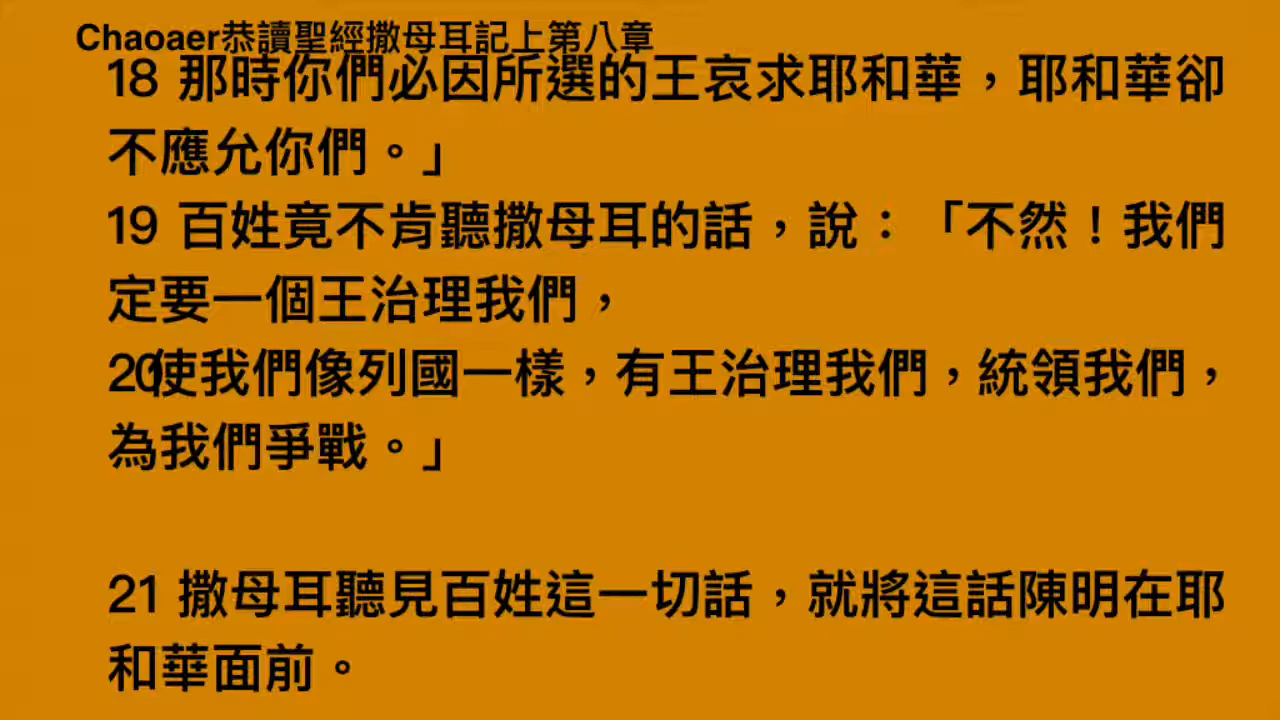 Chaoaer恭讀聖經撒母耳記上第八章
18 那時你們必因所選的王哀求耶和華，耶和華卻
不應允你們。」
19 百姓竟不肯聽撒母耳的話，說：「不然！我們
定要一個王治理我們，
20使我們像列國一樣，有王治理我們，統領我們，
為我們爭戰。」
21 撒母耳聽見百姓這一切話，就將這話陳明在耶
和華面前。